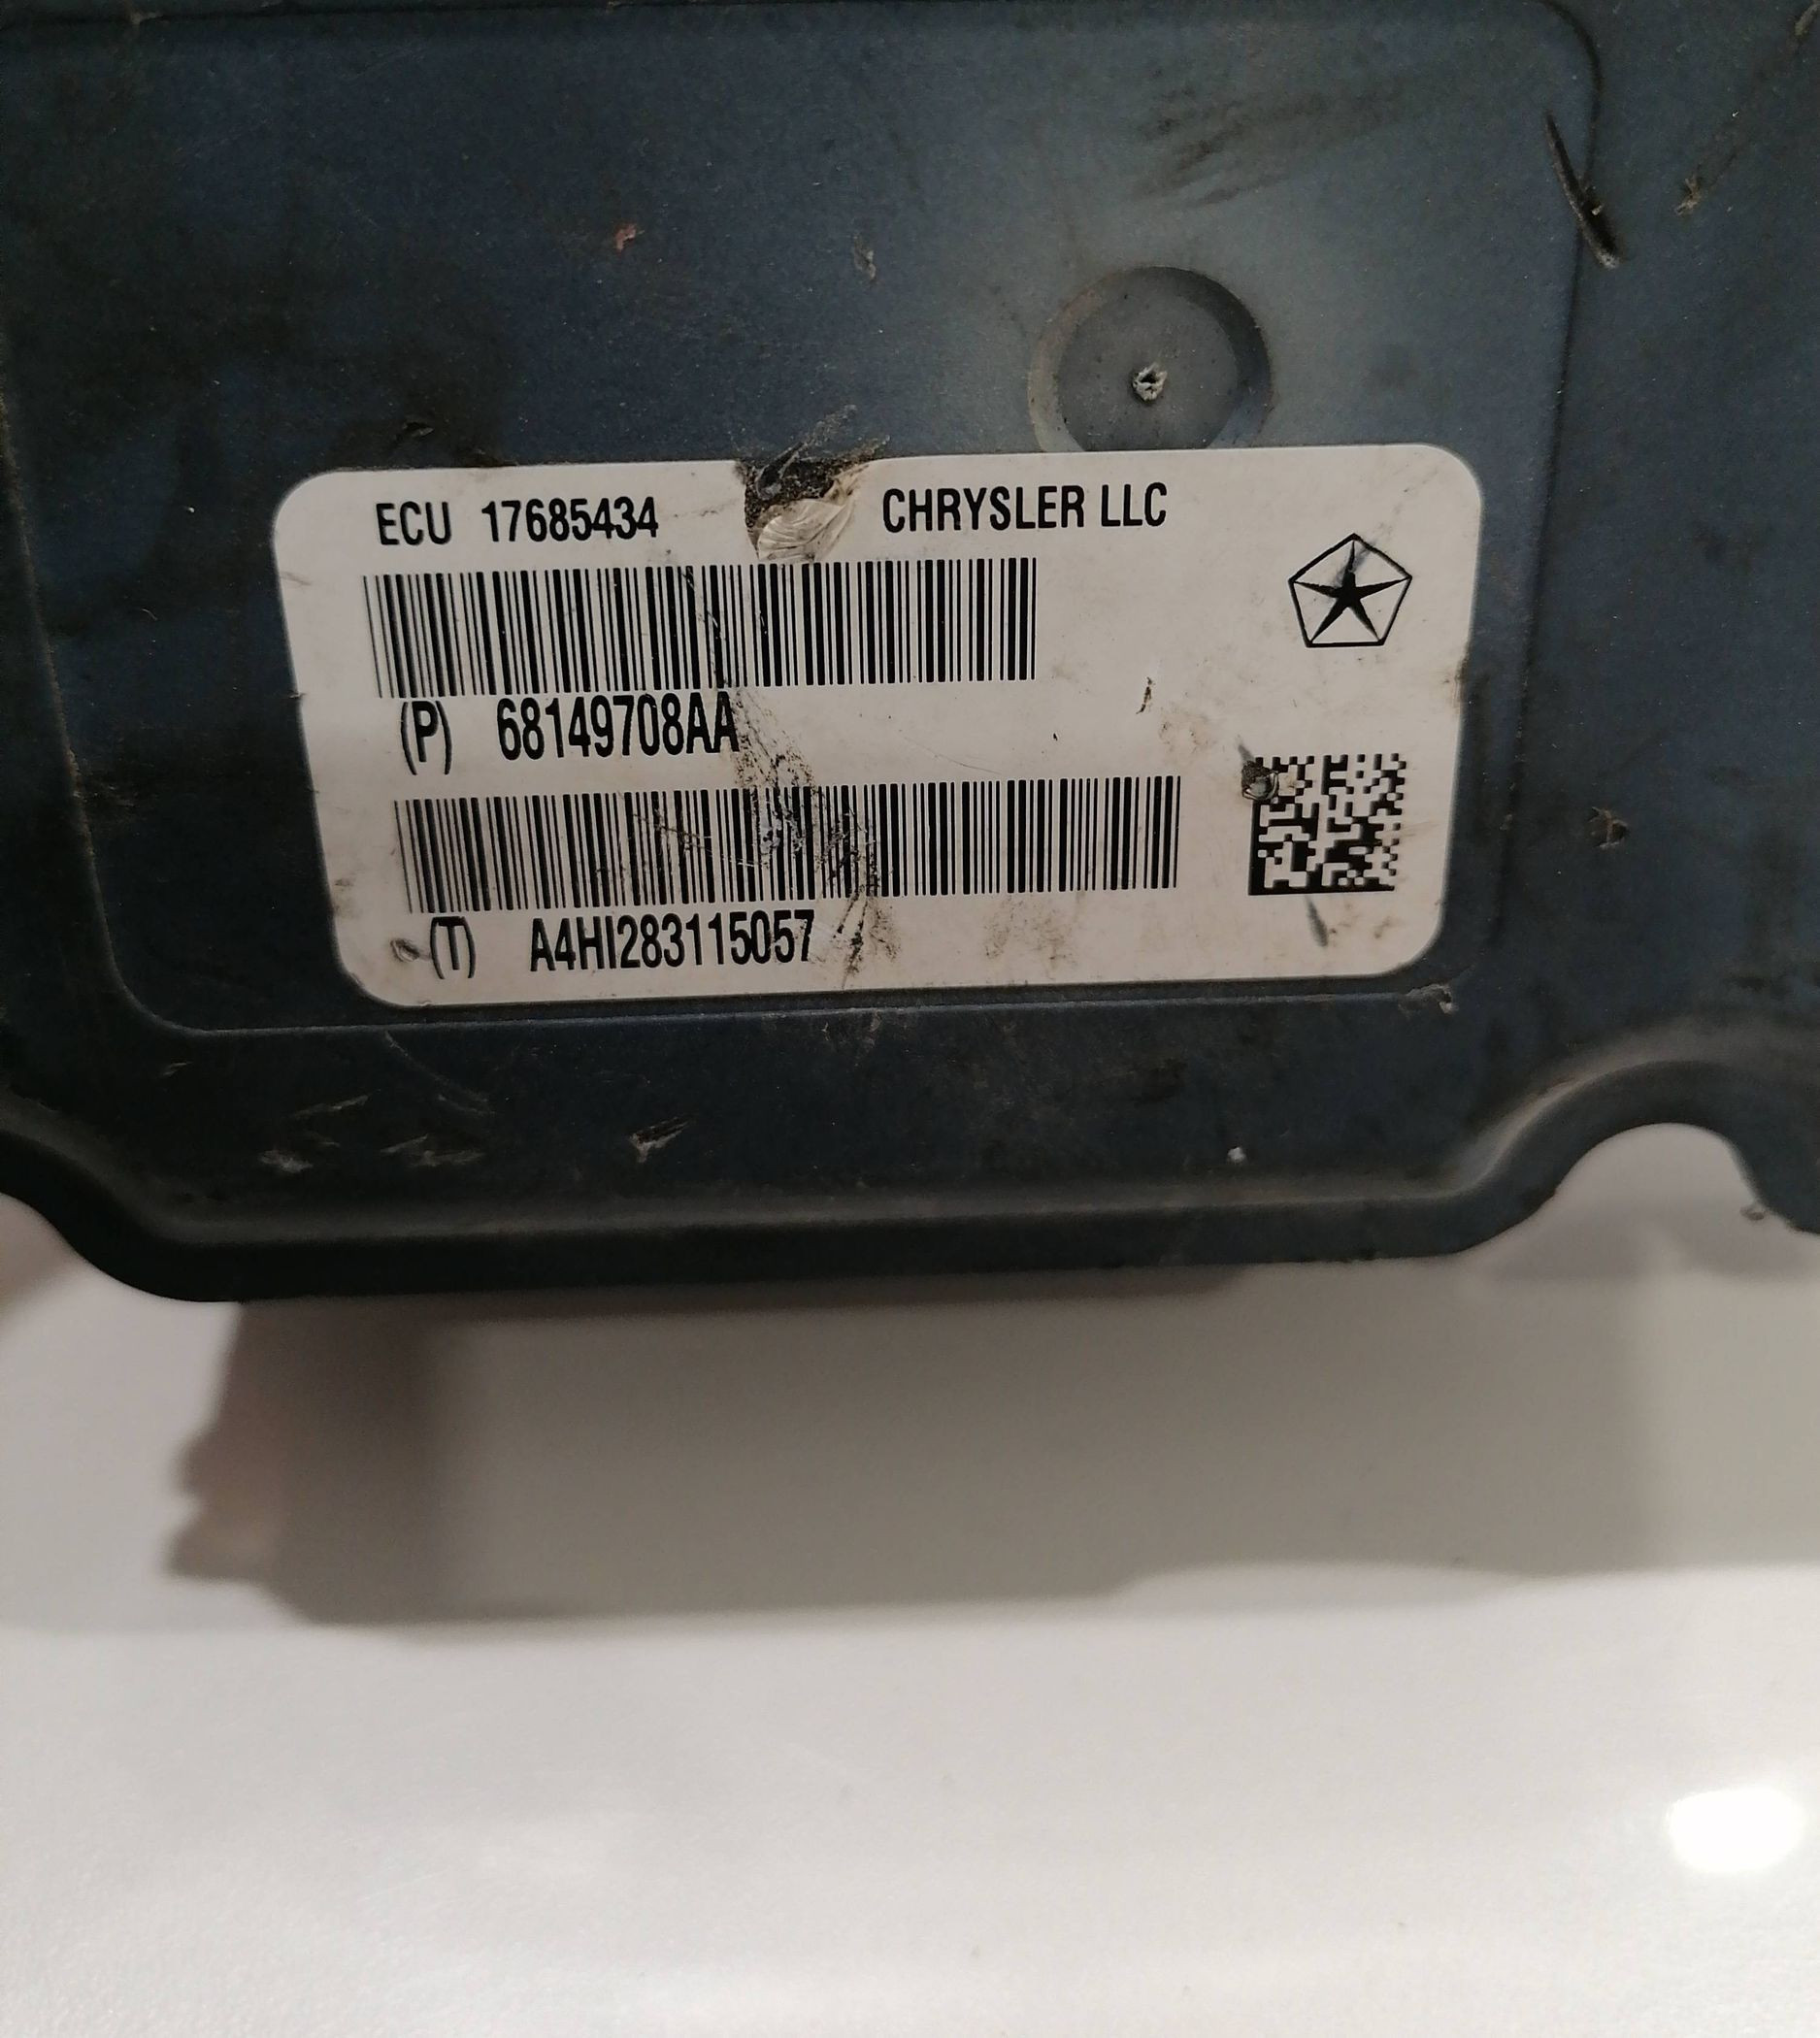 ECU 17685434 CHRYSLER LLC
(P) 68149708AA
(T) A4HI283115057